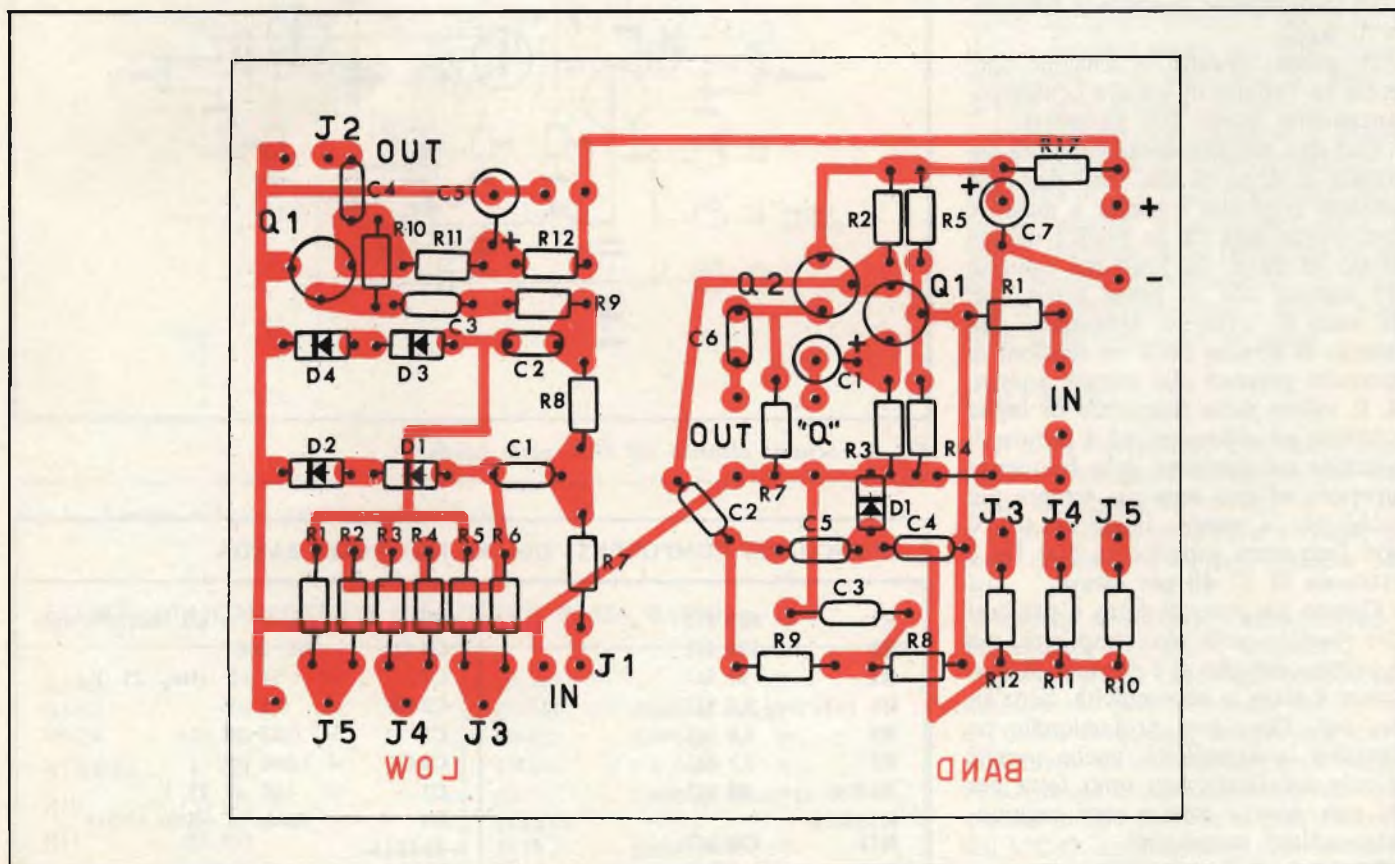 J2
OUT
C4
C5
Q1
R10
R11
+
R12
C3
R9
D4
D3
C2
R8
D2
D1
C1
R1
R2
R3
R4
R5
R6
R7
IN
J1
J5
J4
J3
LOW
R17
+
+
R2
R5
C7
-
Q2
Q1
R1
C6
+
C1
IN
OUT
"Q"
R3
R4
R7
C2
D1
C5
C4
J3
J4
J5
C3
R9
R8
R12
R11
R10
BAND